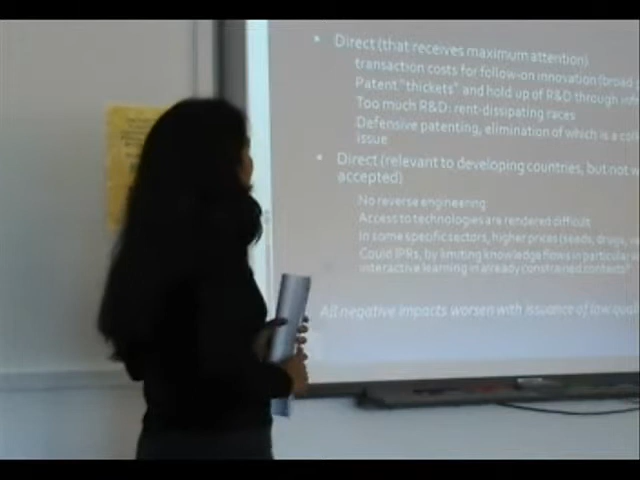 • Direct (that receives maximum attention)
transaction costs for follow-on innovation (broad
Patent "thickets" and hold up of R&D through
Too much R&D: rent-dissipating races
Defensive patenting, elimination of which is a
issue
• Direct (relevant to developing countries, but not
accepted)
No reverse engineering
Access to technologies are rendered difficult
In some specific sectors, higher prices (seeds, drugs,
Could IPRs, by limiting knowledge flows in particular
interactive learning in already constrained contexts?
All negative impacts worsen with issuance of low